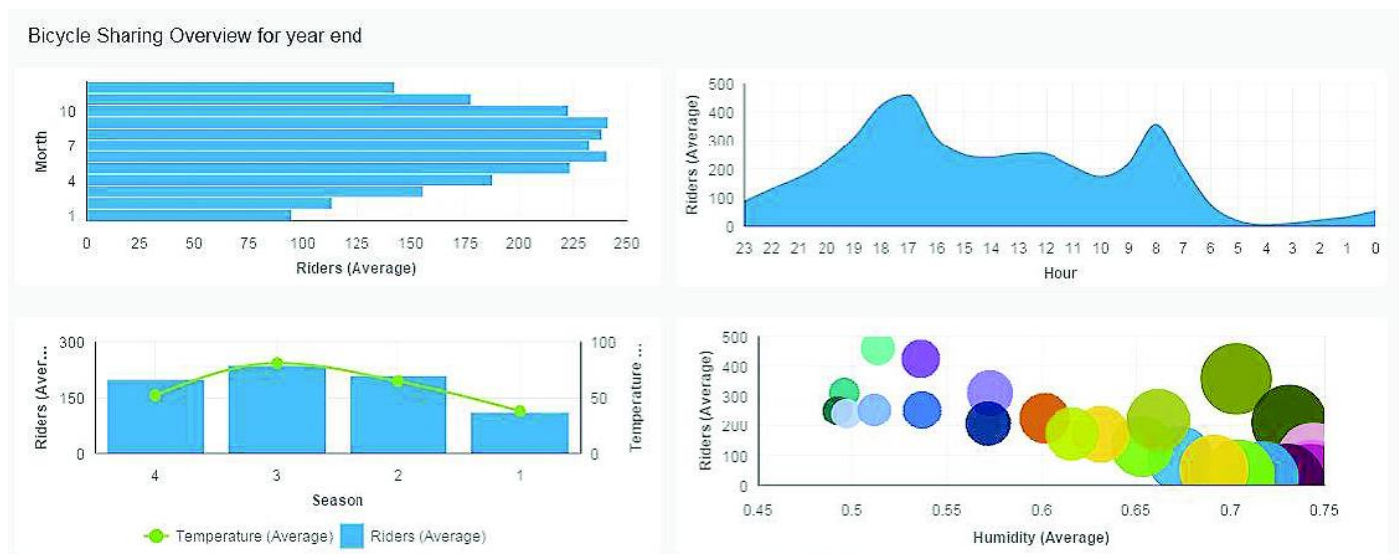 Bicycle Sharing Overview for year end
Month
10
7
4
1
0 25 50 75 100 125 150 175 200 225 250
Riders (Average)
Riders (Average)
500
400
300
200
100
0
23 22 21 20 19 18 17 16 15 14 13 12 11 10 9 8 7 6 5 4 3 2 1 0
Hour
Riders (Aver...
300
150
0
100
50
0
Temperature ...
4 3 2 1
Season
Temperature (Average) Riders (Average)
Riders (Average)
500
400
300
200
100
0
0.45 0.5 0.55 0.6 0.65 0.7 0.75
Humidity (Average)